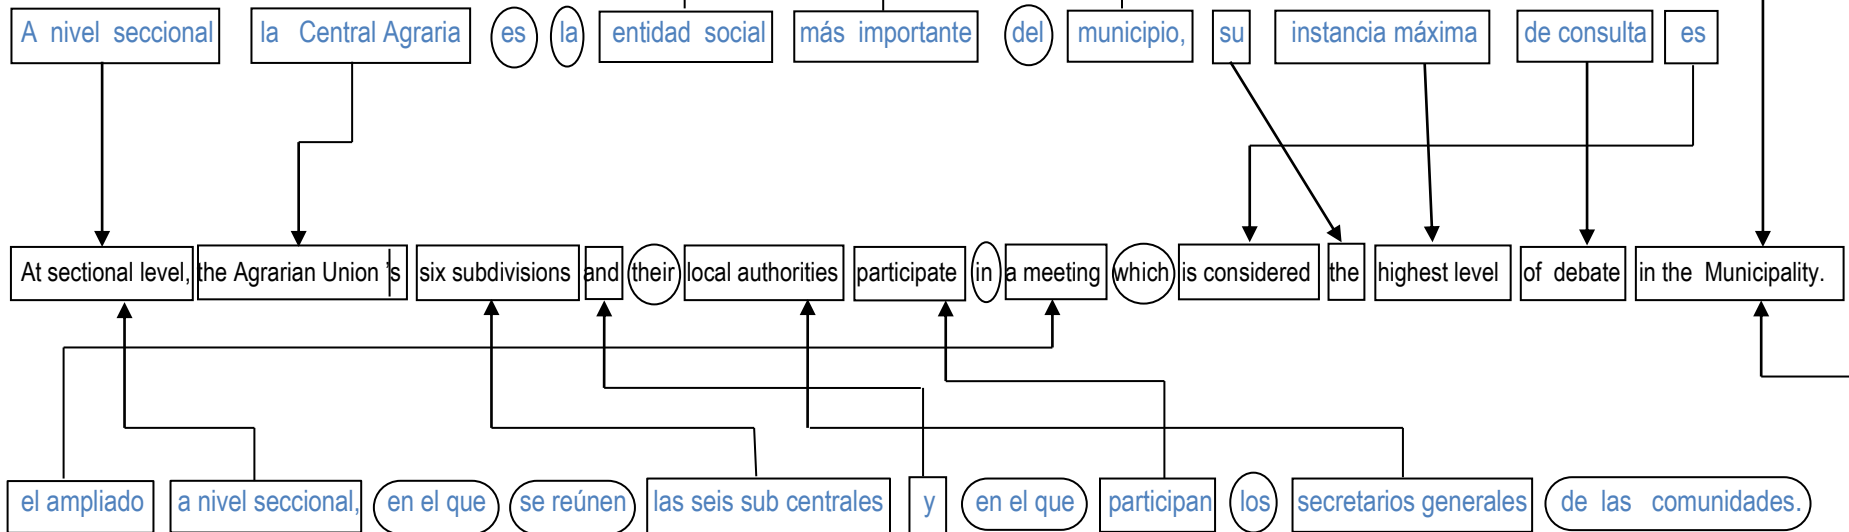 A nivel seccional la Central Agraria es la entidad social más importante del municipio, su instancia máxima de consulta es
At sectional level, the Agrarian Union 's six subdivisions and their local authorities participate in a meeting which is considered the highest level of debate in the Municipality.
el ampliado a nivel seccional, en el que se reúnen las seis sub centrales y en el que participan los secretarios generales de las comunidades.